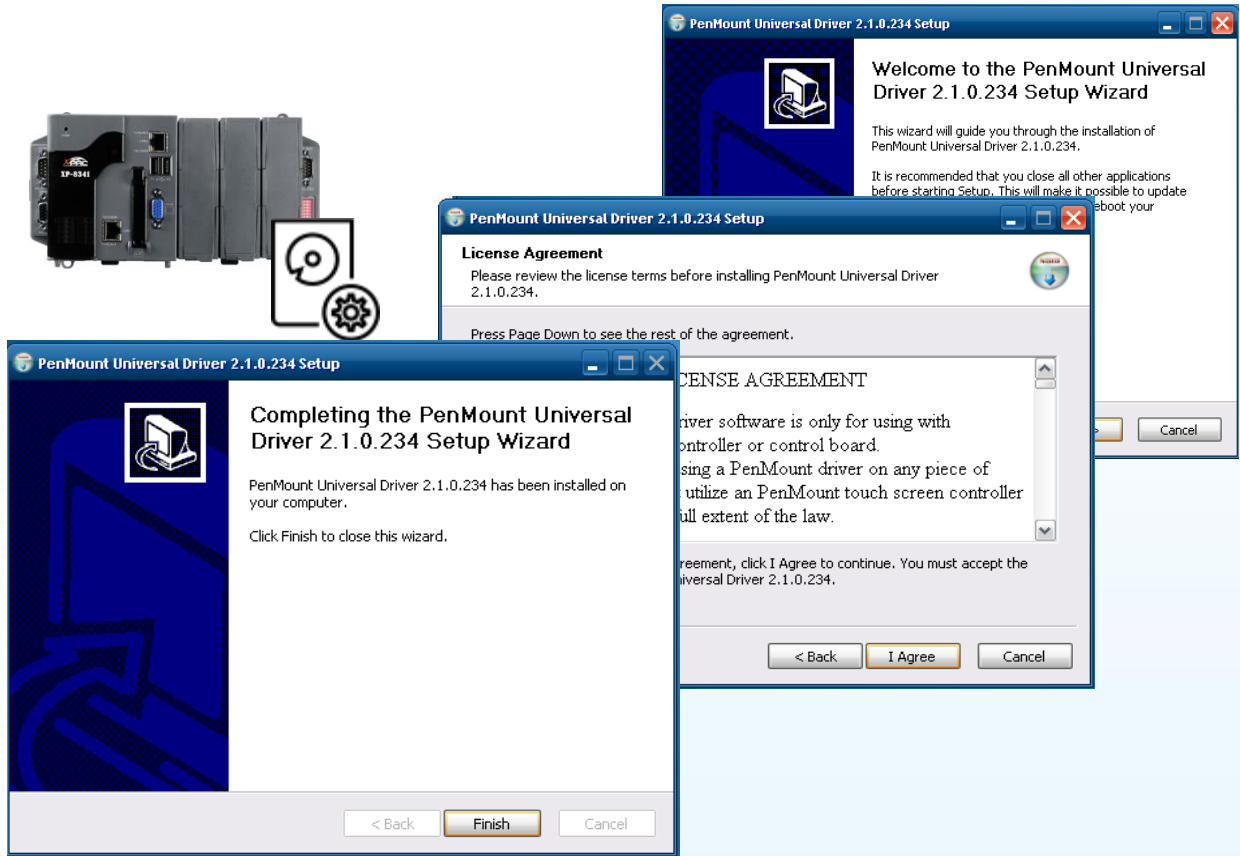 PenMount Universal Driver 2.1.0.234 Setup
Welcome to the PenMount Universal
Driver 2.1.0.234 Setup Wizard
This wizard will guide you through the installation of
PenMount Universal Driver 2.1.0.234.
It is recommended that you close all other applications
before starting Setup. This will make it possible to update
eboot your
Cancel
XPAC
XP-8341
PenMount Universal Driver 2.1.0.234 Setup
License Agreement
Please review the license terms before installing PenMount Universal Driver
2.1.0.234.
Press Page Down to see the rest of the agreement.
CENSE AGREEMENT
river software is only for using with
ontroller or control board.
sing a PenMount driver on any piece of
utilize an PenMount touch screen controller
full extent of the law.
reement, click I Agree to continue. You must accept the
iversal Driver 2.1.0.234.
< Back
I Agree
Cancel
PenMount Universal Driver 2.1.0.234 Setup
Completing the PenMount Universal
Driver 2.1.0.234 Setup Wizard
PenMount Universal Driver 2.1.0.234 has been installed on
your computer.
Click Finish to close this wizard.
< Back
Finish
Cancel